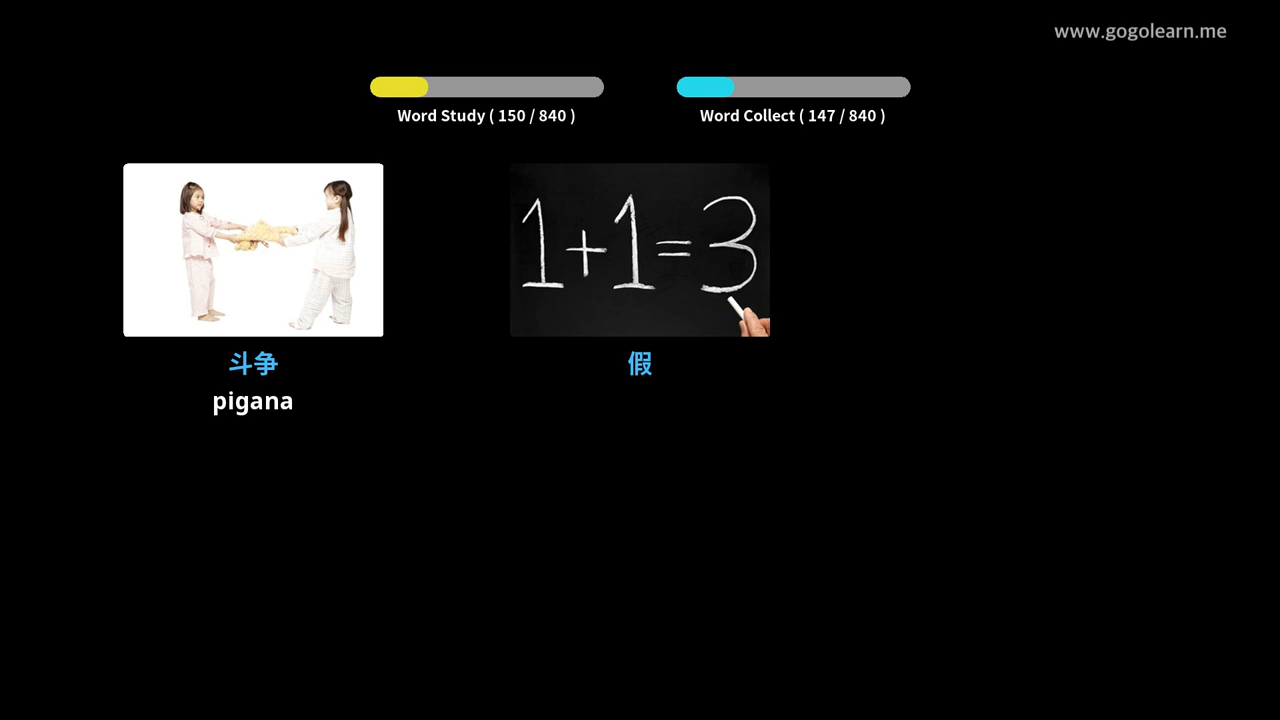 www.gogolearn.me
Word Study ( 150 / 840 )
Word Collect ( 147 / 840 )
1+1=3
斗争
假
pigana